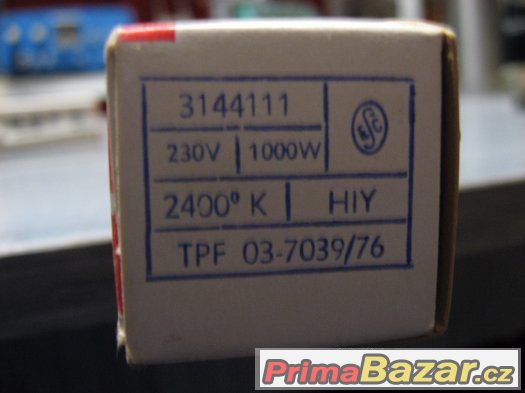 3144111
230V 1000W
2400° K HIY
TPF 03-7039/76
PrimaBazar.cz